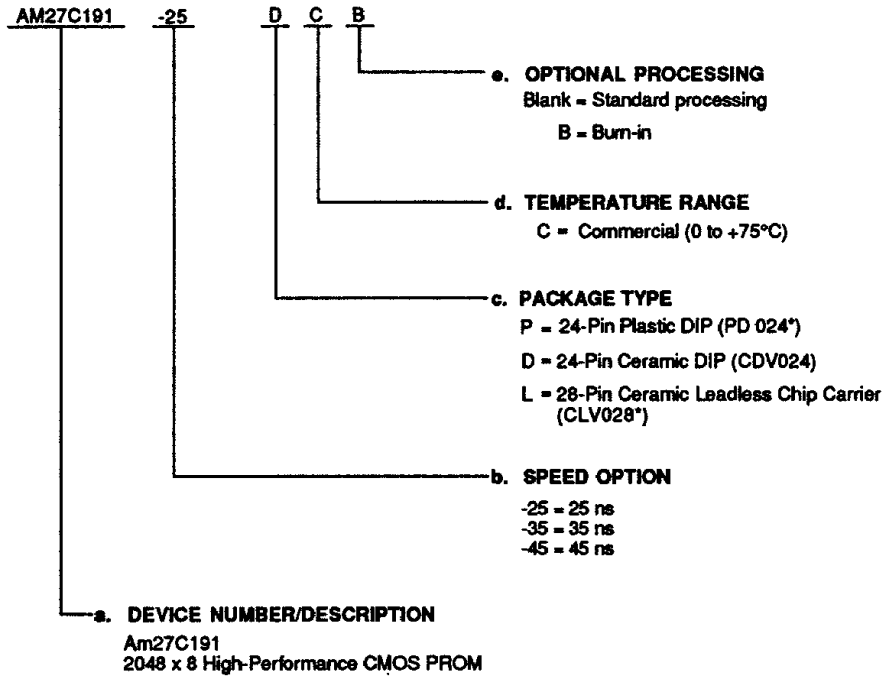 AM27C191 -25 D C B
e. OPTIONAL PROCESSING
Blank = Standard processing
B = Burn-in
d. TEMPERATURE RANGE
C = Commercial (0 to +75°C)
c. PACKAGE TYPE
P = 24-Pin Plastic DIP (PD 024*)
D = 24-Pin Ceramic DIP (CDV024)
L = 28-Pin Ceramic Leadless Chip Carrier
(CLV028*)
b. SPEED OPTION
-25 = 25 ns
-35 = 35 ns
-45 = 45 ns
a. DEVICE NUMBER/DESCRIPTION
Am27C191
2048 x 8 High-Performance CMOS PROM